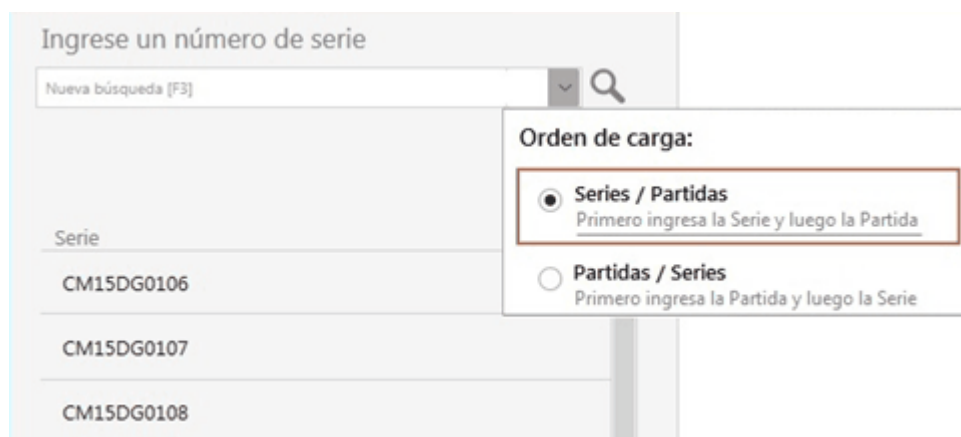 Ingrese un número de serie
Nueva búsqueda [F3]
Orden de carga:
Series / Partidas
Primero ingresa la Serie y luego la Partida
Partidas / Series
Primero ingresa la Partida y luego la Serie
Serie
CM15DG0106
CM15DG0107
CM15DG0108